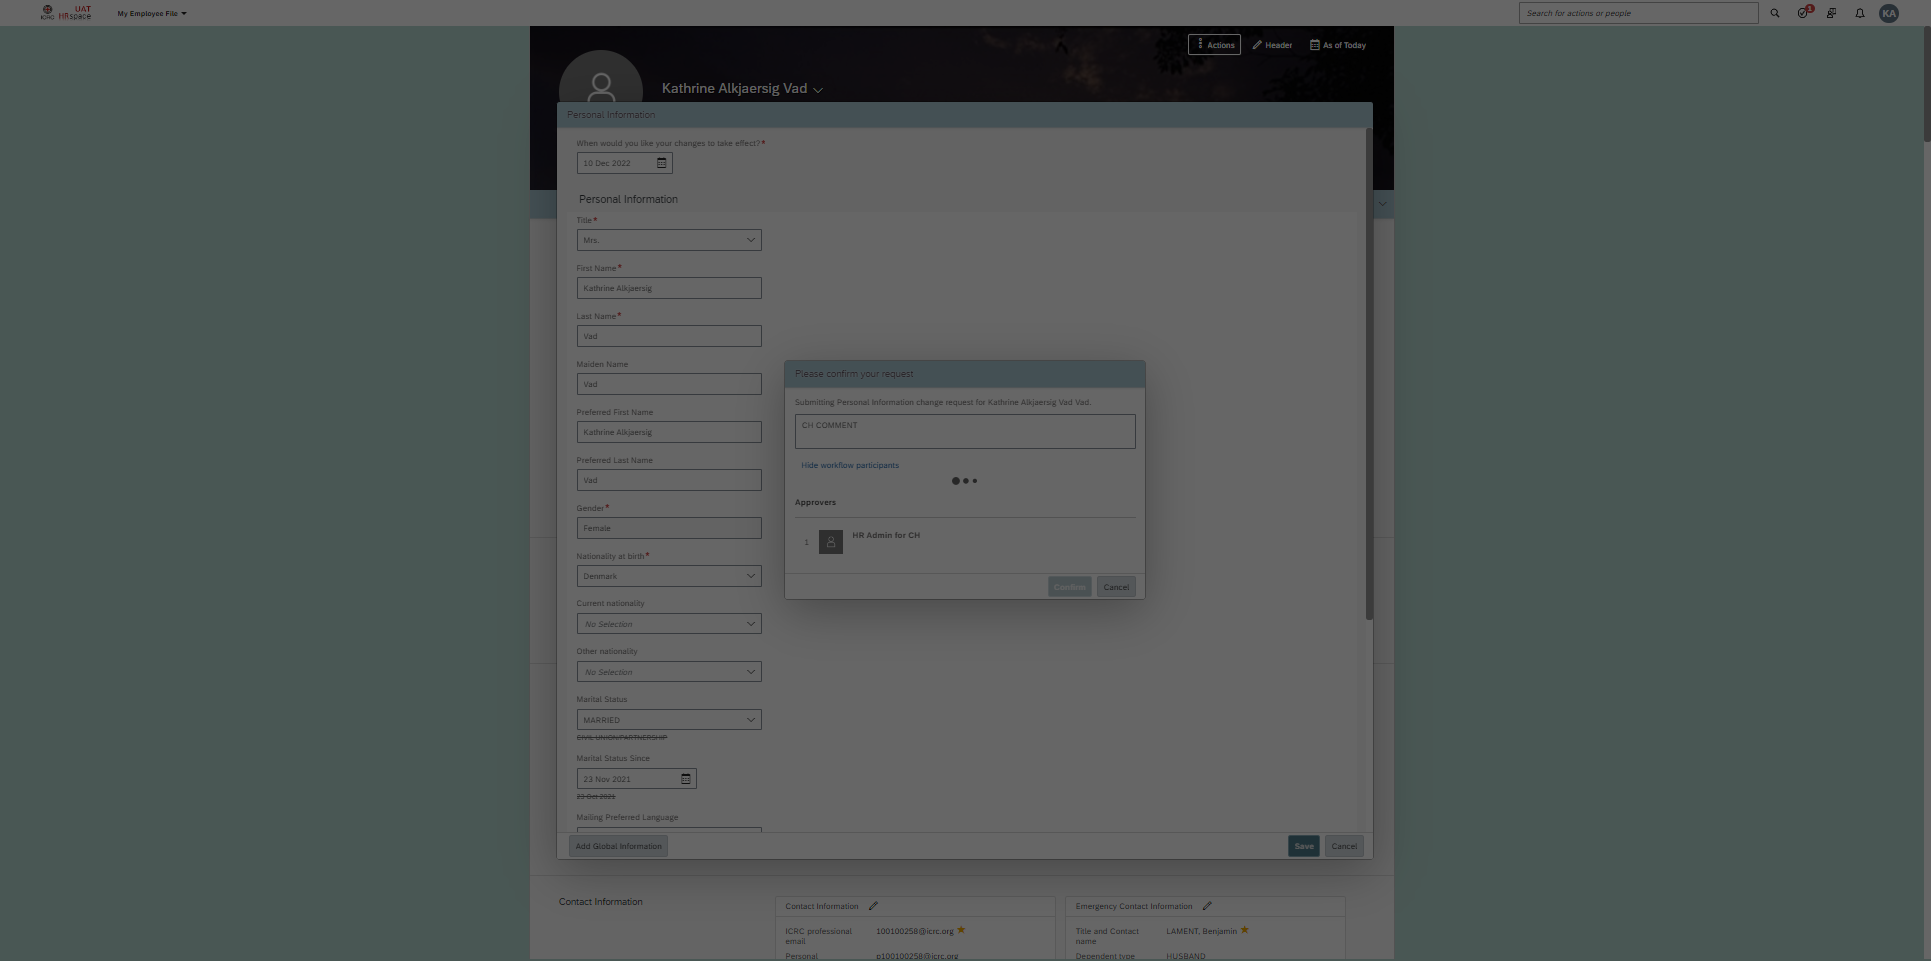 ICRC
UAT
HRspace
My Employee File
Search for actions or people
1
KA
Actions
Header
As of Today
Kathrine Alkjaersig Vad
Personal Information
When would you like your changes to take effect?*
10 Dec 2022
Personal Information
Title*
Mrs.
First Name*
Kathrine Alkjaersig
Last Name*
Vad
Maiden Name
Vad
Preferred First Name
Kathrine Alkjaersig
Preferred Last Name
Vad
Gender*
Female
Nationality at birth*
Denmark
Current nationality
No Selection
Other nationality
No Selection
Marital Status
MARRIED
CIVIL UNION/PARTNERSHIP
Marital Status Since
23 Nov 2021
23 Oct 2021
Mailing Preferred Language
Add Global Information
Save
Cancel
Please confirm your request
Submitting Personal Information change request for Kathrine Alkjaersig Vad Vad.
CH COMMENT
Hide workflow participants
Approvers
1
HR Admin for CH
Confirm
Cancel
Contact Information
Contact Information
ICRC professional email
100100258@icrc.org
Personal
p100100258@icrc.org
Emergency Contact Information
Title and Contact name
LAMENT, Benjamin
Dependent type
HUSBAND